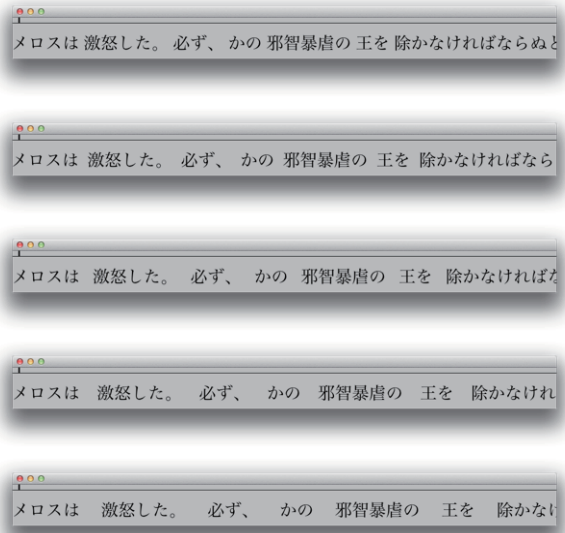 メロスは 激怒した。 必ず、 かの 邪智暴虐の 王を 除かなければならぬと
メロスは 激怒した。 必ず、 かの 邪智暴虐の 王を 除かなければなら
メロスは 激怒した。 必ず、 かの 邪智暴虐の 王を 除かなければな
メロスは 激怒した。 必ず、 かの 邪智暴虐の 王を 除かなけれ
メロスは 激怒した。 必ず、 かの 邪智暴虐の 王を 除かなけ